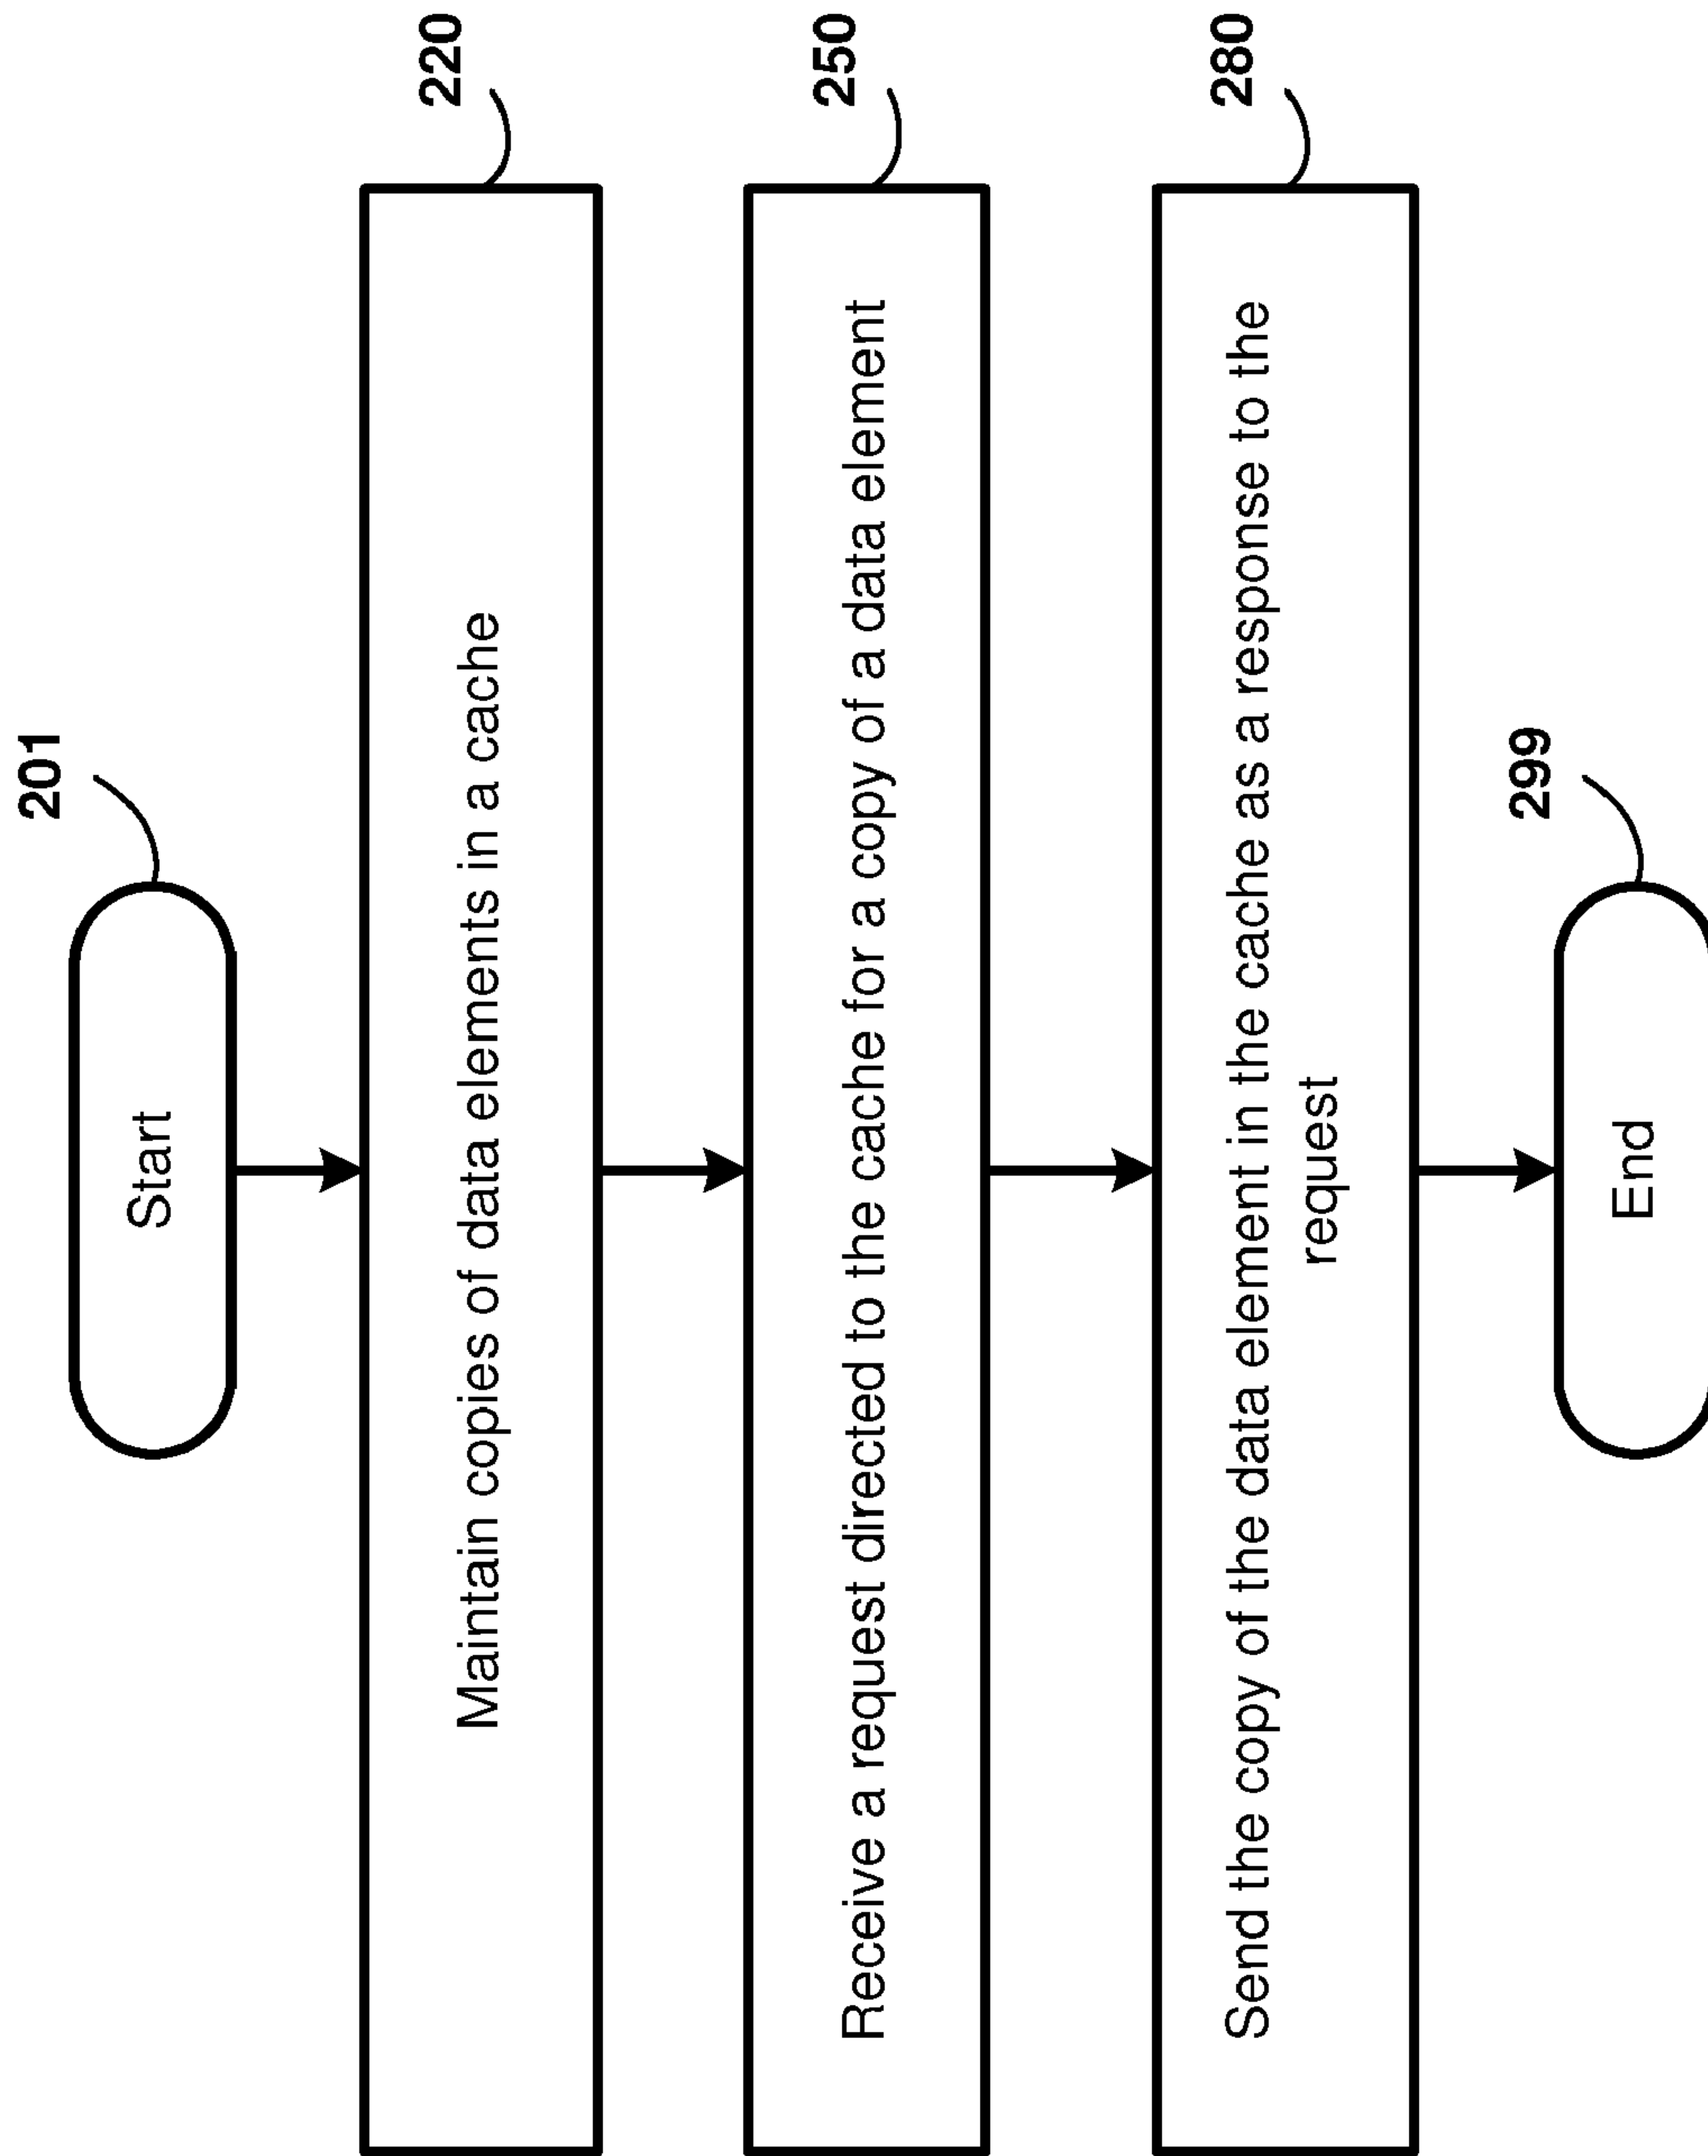 201
Start
220
Maintain copies of data elements in a cache
250
Receive a request directed to the cache for a copy of a data element
280
Send the copy of the data element in the cache as a response to the
request
299
End